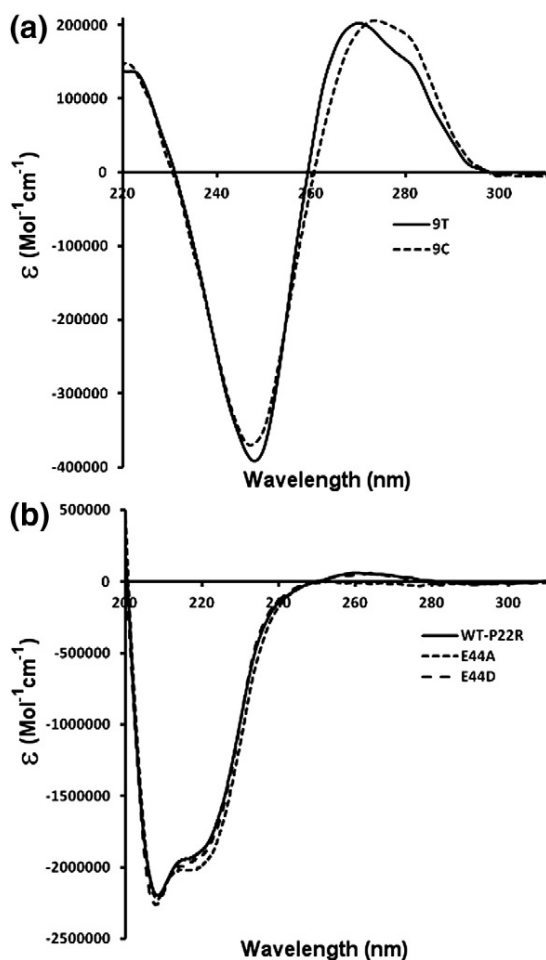 (a)
200000
100000
0
-100000
-200000
-300000
-400000
220 240 260 280 300
ε (Mol⁻¹cm⁻¹)
9T
9C
Wavelength (nm)
(b)
500000
0
-500000
-1000000
-1500000
-2000000
-2500000
200 220 240 260 280 300
ε (Mol⁻¹cm⁻¹)
WT-P22R
E44A
E44D
Wavelength (nm)